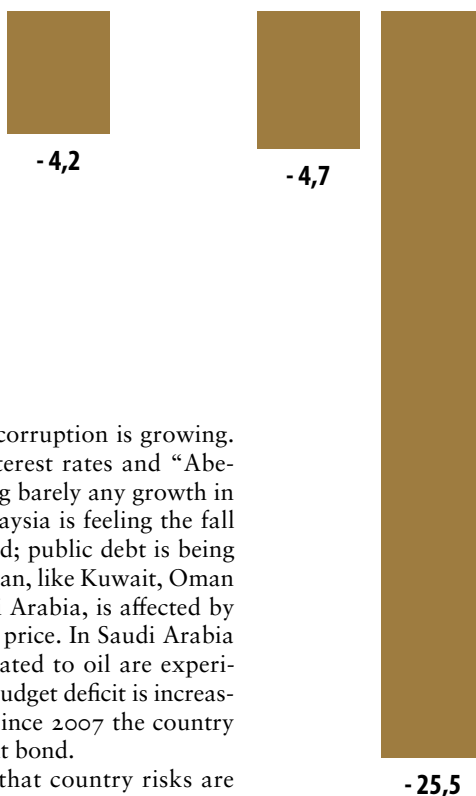 - 4,2
- 4,7
corruption is growing.
terest rates and “Abe-
g barely any growth in
aysia is feeling the fall
d; public debt is being
an, like Kuwait, Oman
Arabia, is affected by
price. In Saudi Arabia
ated to oil are experi-
udget deficit is increas-
ince 2007 the country
t bond.
that country risks are
- 25,5